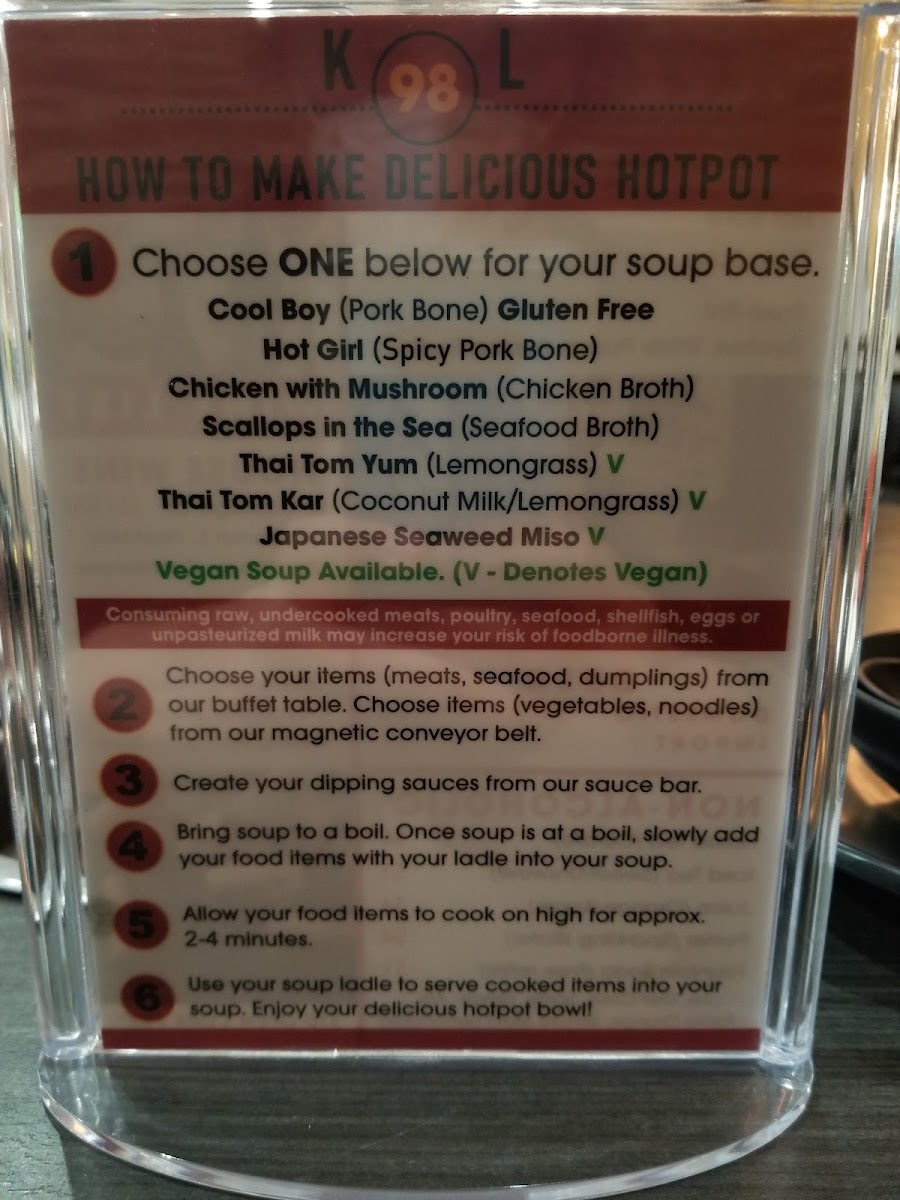 K 98 L
HOW TO MAKE DELICIOUS HOTPOT
1 Choose ONE below for your soup base.
Cool Boy (Pork Bone) Gluten Free
Hot Girl (Spicy Pork Bone)
Chicken with Mushroom (Chicken Broth)
Scallops in the Sea (Seafood Broth)
Thai Tom Yum (Lemongrass) V
Thai Tom Kar (Coconut Milk/Lemongrass) V
Japanese Seaweed Miso V
Vegan Soup Available. (V - Denotes Vegan)
Consuming raw, undercooked meats, poultry, seafood, shellfish, eggs or
unpasteurized milk may increase your risk of foodborne illness.
2 Choose your items (meats, seafood, dumplings) from
our buffet table. Choose items (vegetables, noodles)
from our magnetic conveyor belt.
3 Create your dipping sauces from our sauce bar.
4 Bring soup to a boil. Once soup is at a boil, slowly add
your food items with your ladle into your soup.
5 Allow your food items to cook on high for approx.
2-4 minutes.
6 Use your soup ladle to serve cooked items into your
soup. Enjoy your delicious hotpot bowl!
NON-ALCOHOLIC